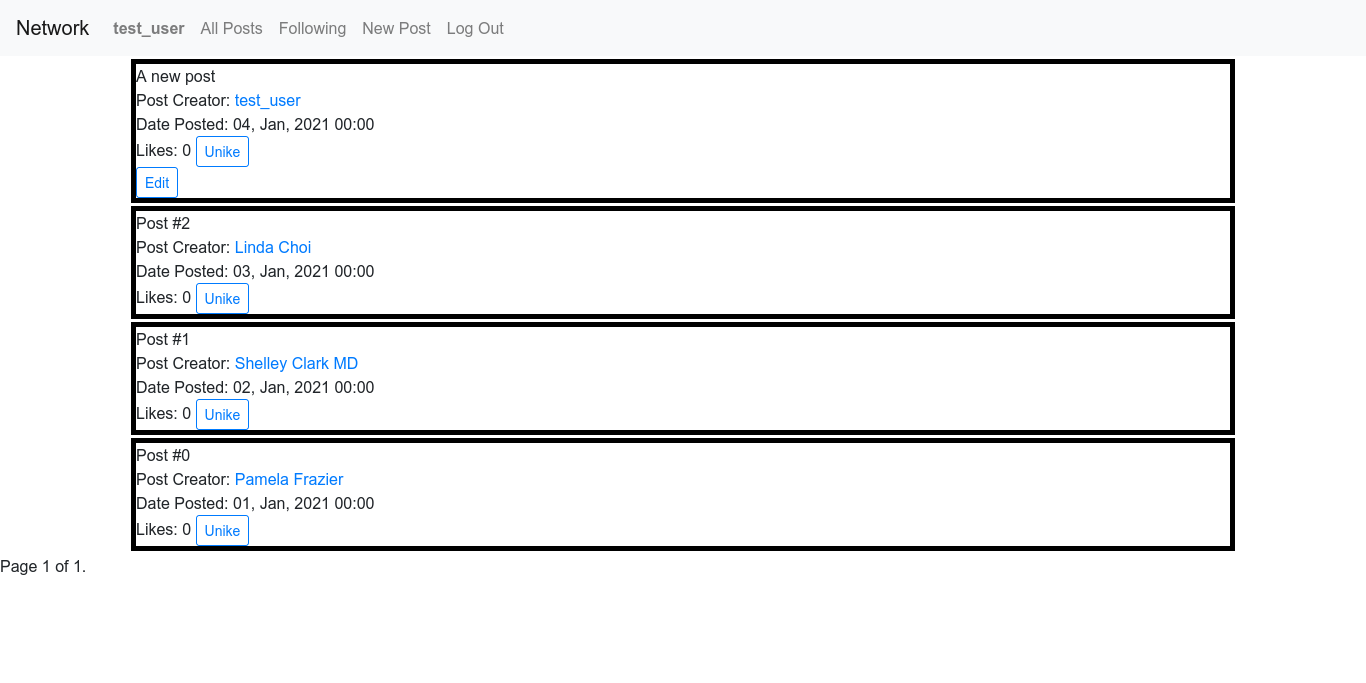 Network test_user All Posts Following New Post Log Out
A new post
Post Creator: test_user
Date Posted: 04, Jan, 2021 00:00
Likes: 0 Unike
Edit
Post #2
Post Creator: Linda Choi
Date Posted: 03, Jan, 2021 00:00
Likes: 0 Unike
Post #1
Post Creator: Shelley Clark MD
Date Posted: 02, Jan, 2021 00:00
Likes: 0 Unike
Post #0
Post Creator: Pamela Frazier
Date Posted: 01, Jan, 2021 00:00
Likes: 0 Unike
Page 1 of 1.